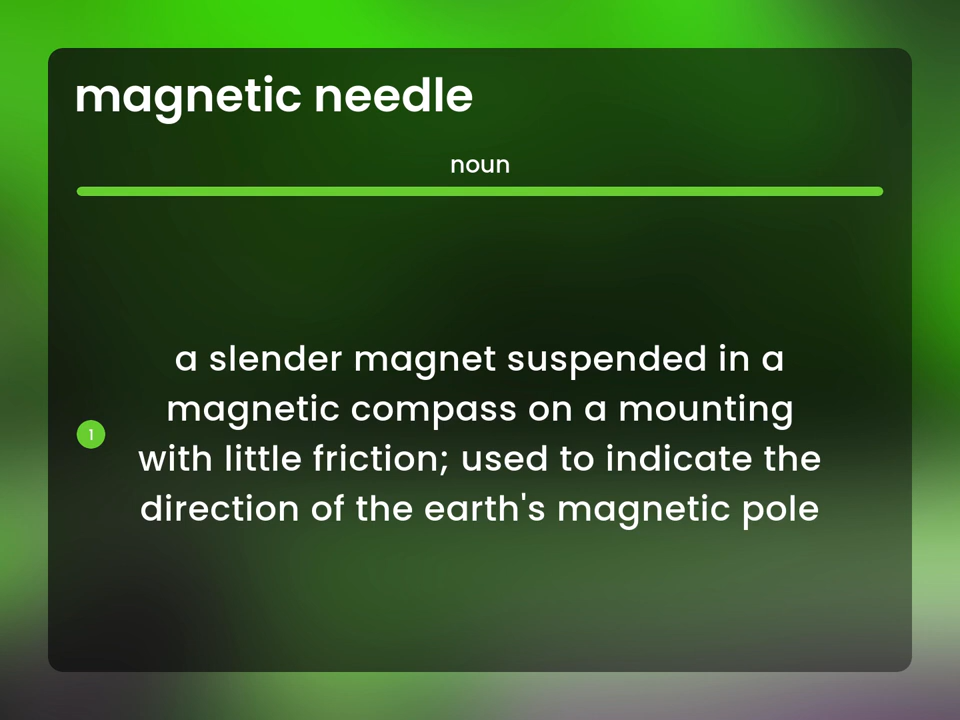 magnetic needle
noun
a slender magnet suspended in a
magnetic compass on a mounting
1
with little friction; used to indicate the
direction of the earth's magnetic pole